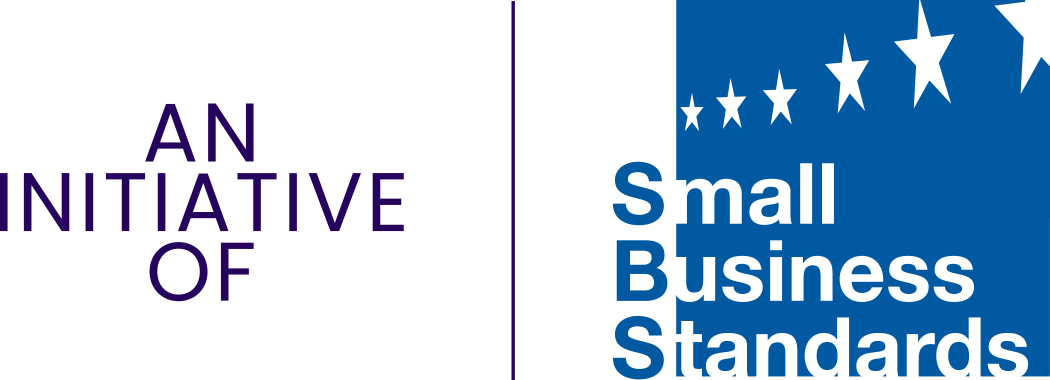 AN
INITIATIVE
OF
Small
Business
Standards